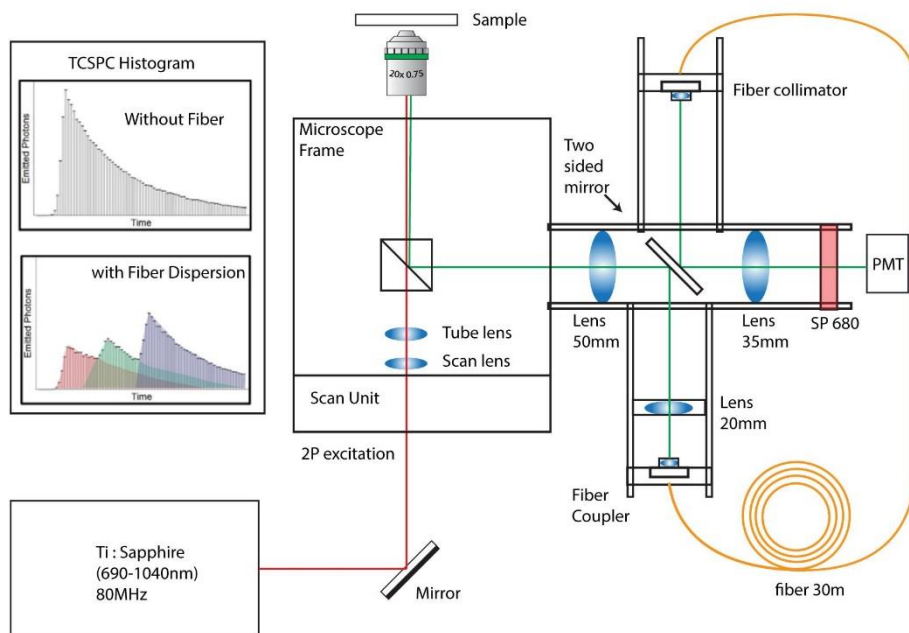 Sample
TCSPC Histogram
Without Fiber
Emitted Photons
Time
with Fiber Dispersion
Emitted Photons
Time
20x 0.75
Microscope
Frame
Tube lens
Scan lens
Scan Unit
2P excitation
Ti : Sapphire
(690-1040nm)
80MHz
Mirror
Two
sided
mirror
Fiber collimator
Lens
50mm
Lens
35mm
SP 680
PMT
Lens
20mm
Fiber
Coupler
fiber 30m